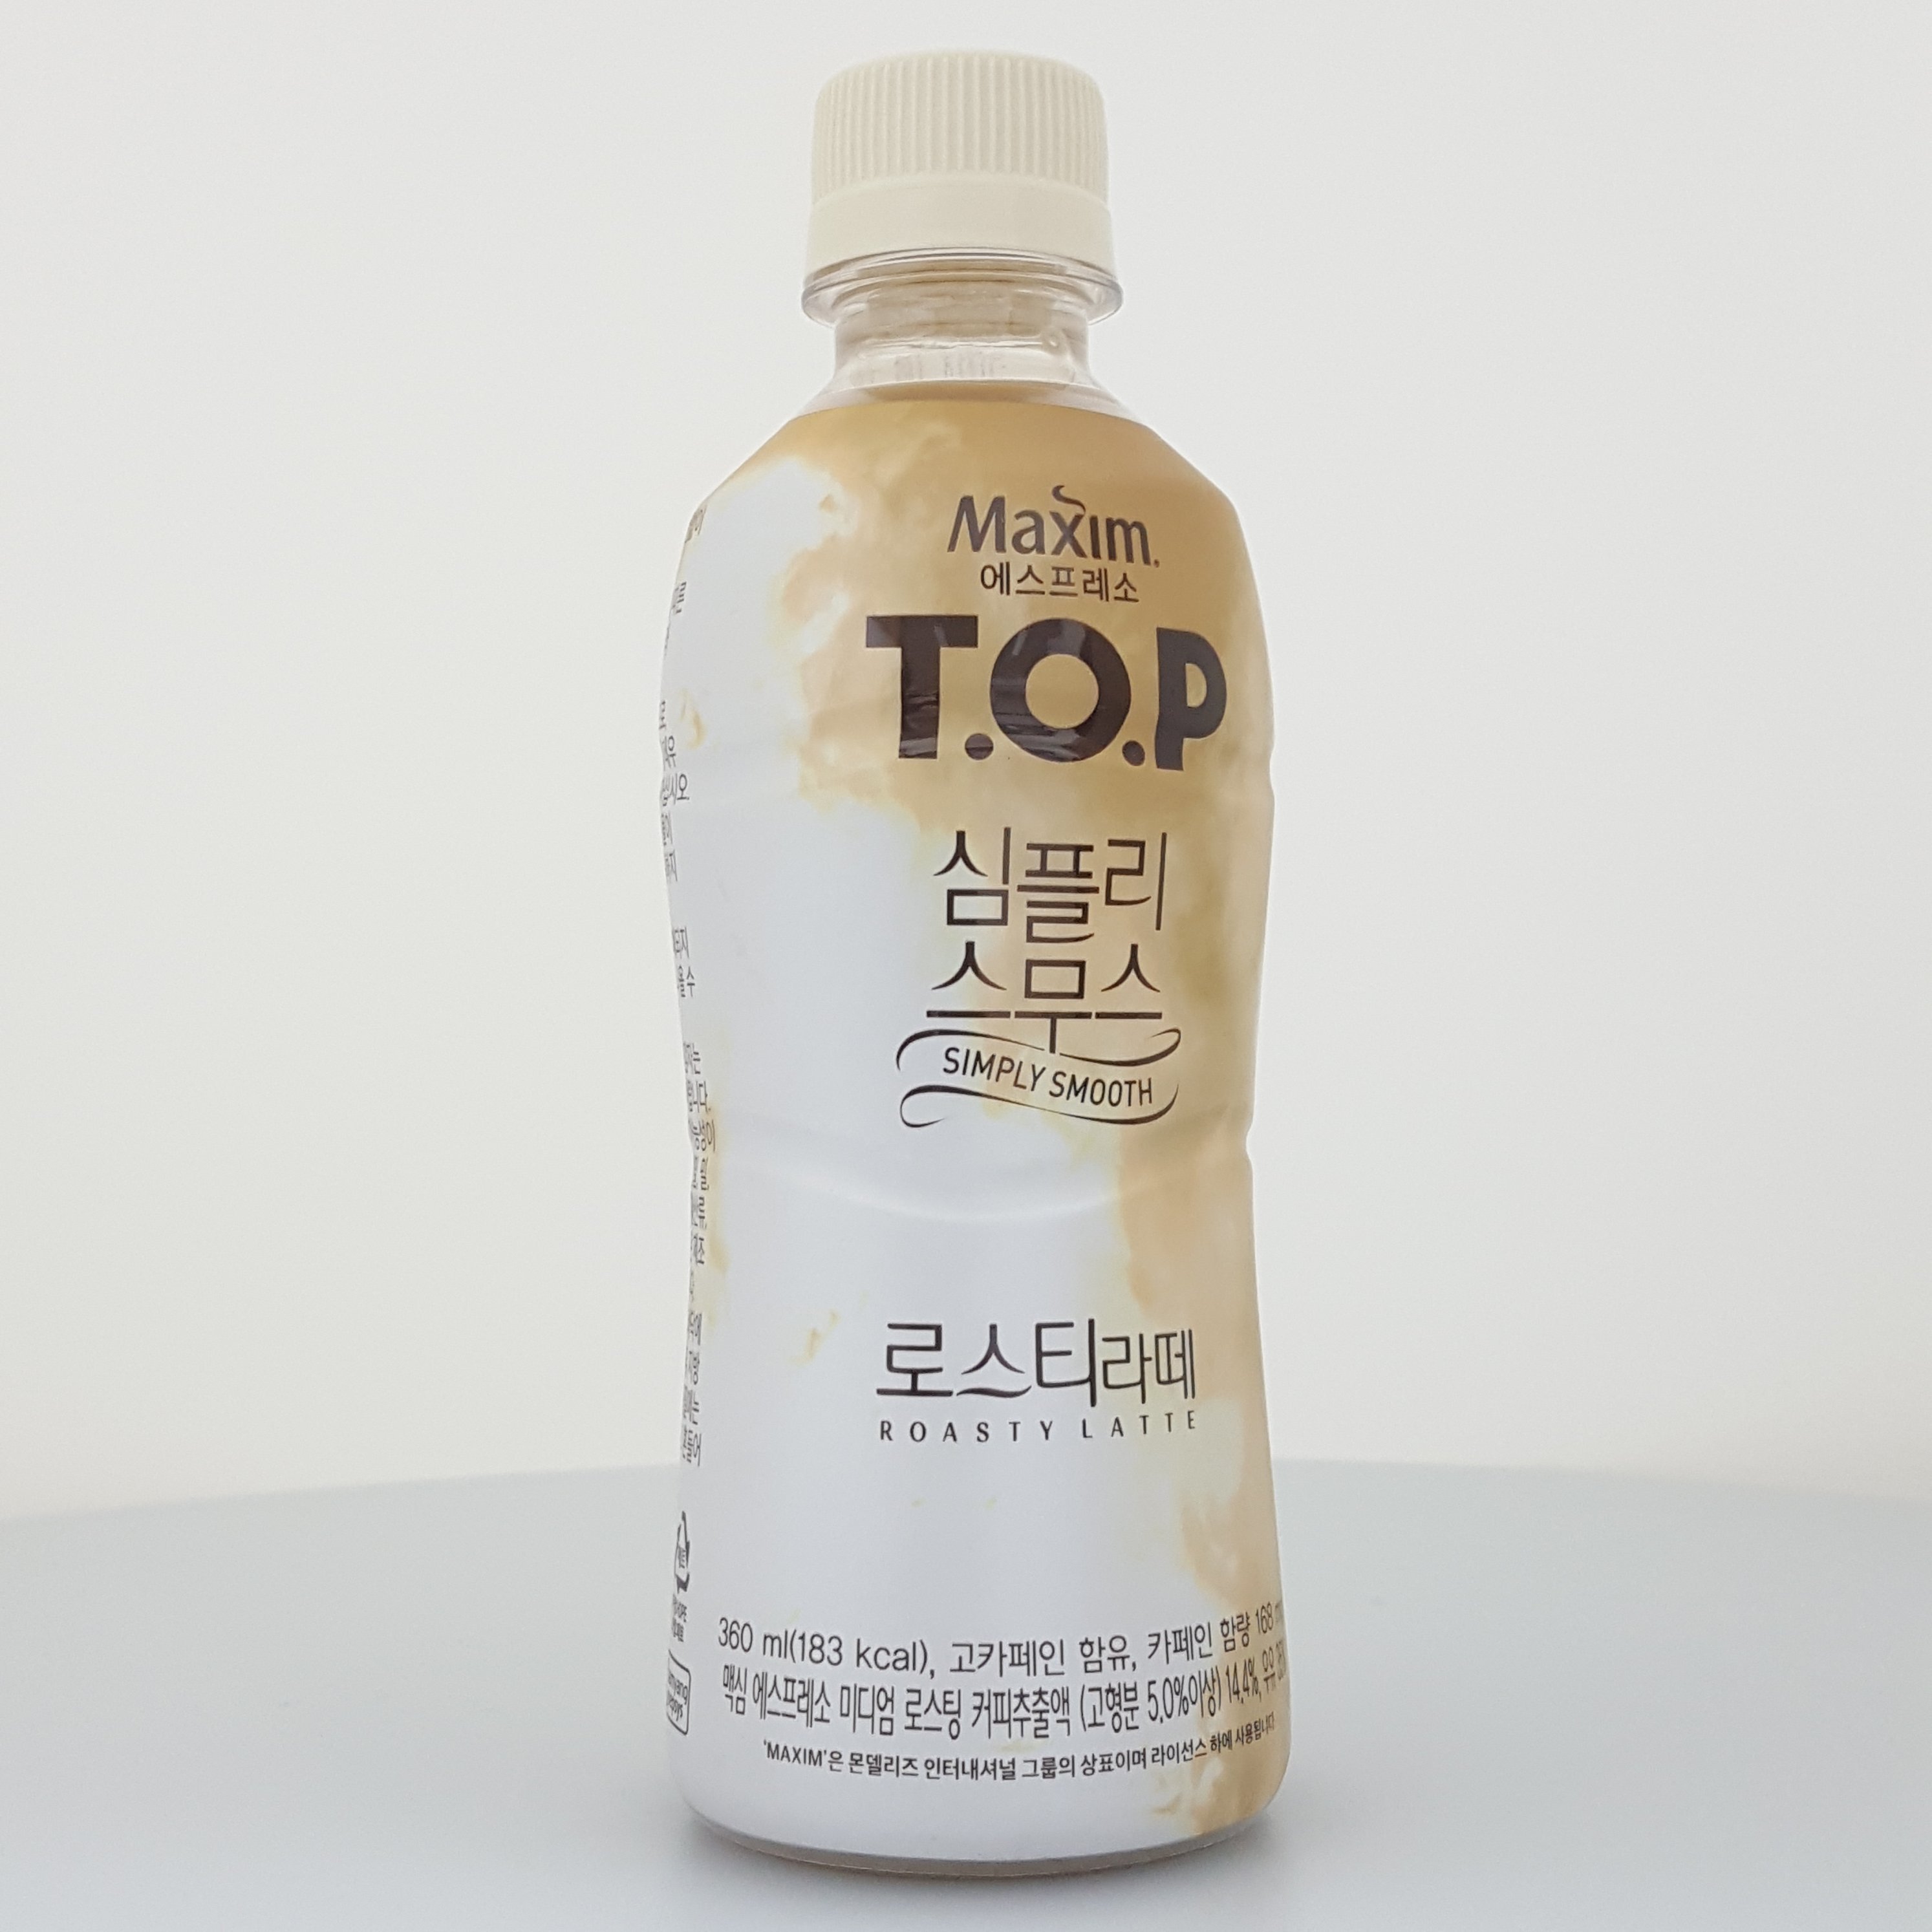 Maxim
에스프레소
T.O.P
심플리
스무스
SIMPLY SMOOTH
로스티라떼
ROASTY LATTE
360 ml(183 kcal), 고카페인 함유, 카페인 함량 168
맥심 에스프레소 미디엄 로스팅 커피추출액 (고형분 5.0%이상) 14.4%, 우유
'MAXIM'은 몬델리즈 인터내셔널 그룹의 상표이며 라이선스 하에 사용됩니다